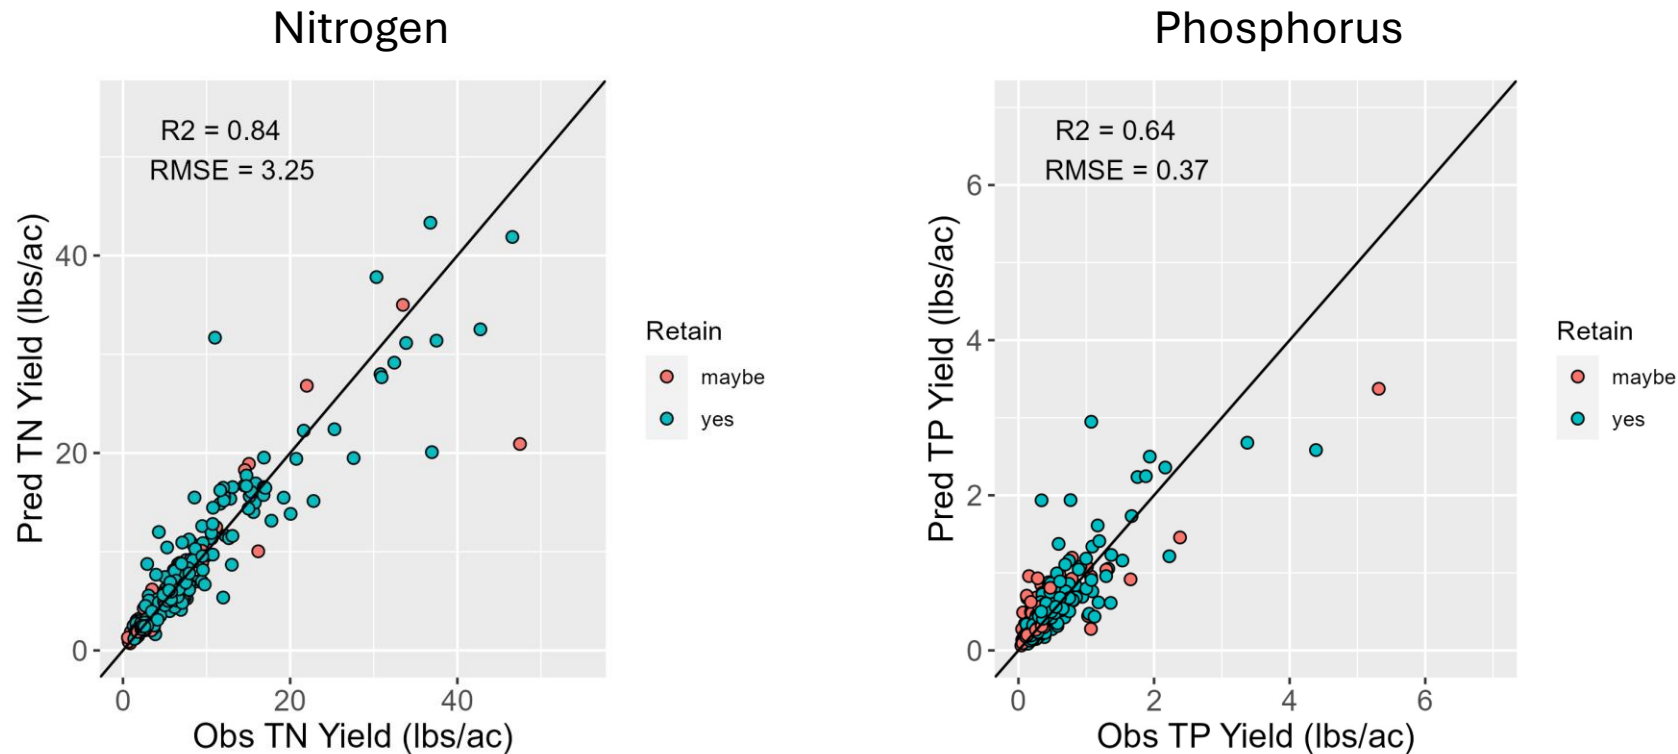 Nitrogen
R2 = 0.84
RMSE = 3.25
Pred TN Yield (lbs/ac)
40
20
0
0 20 40
Obs TN Yield (lbs/ac)
Retain
maybe
yes
Phosphorus
R2 = 0.64
RMSE = 0.37
Pred TP Yield (lbs/ac)
6
4
2
0
0 2 4 6
Obs TP Yield (lbs/ac)
Retain
maybe
yes